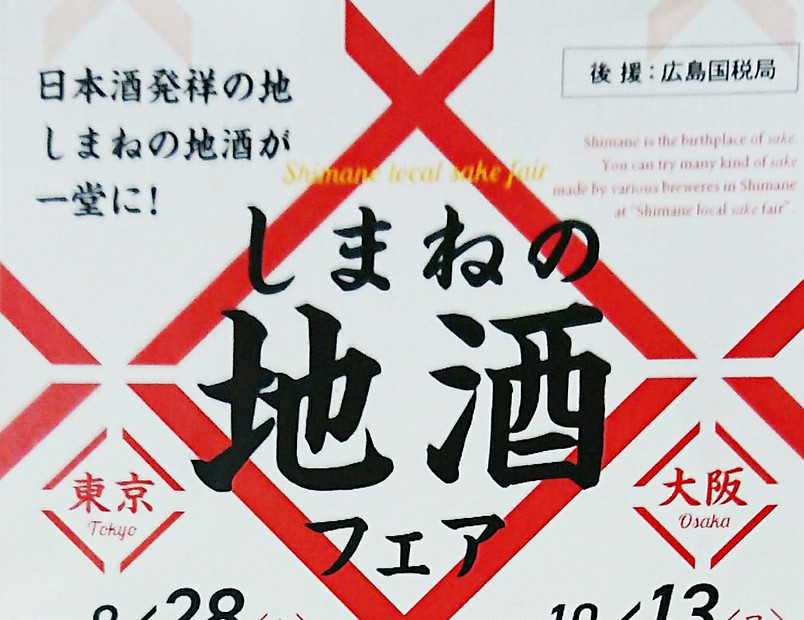 日本酒発祥の地
しまねの地酒が
一堂に!
後援:広島国税局
Shimane is the birthplace of sake.
You can try many kind of sake
made by various breweres in Shimane
at "Shimane local sake fair".
Shimane local sake fair
しまねの
地酒
フェア
東京
Tokyo
大阪
Osaka
28
10/13